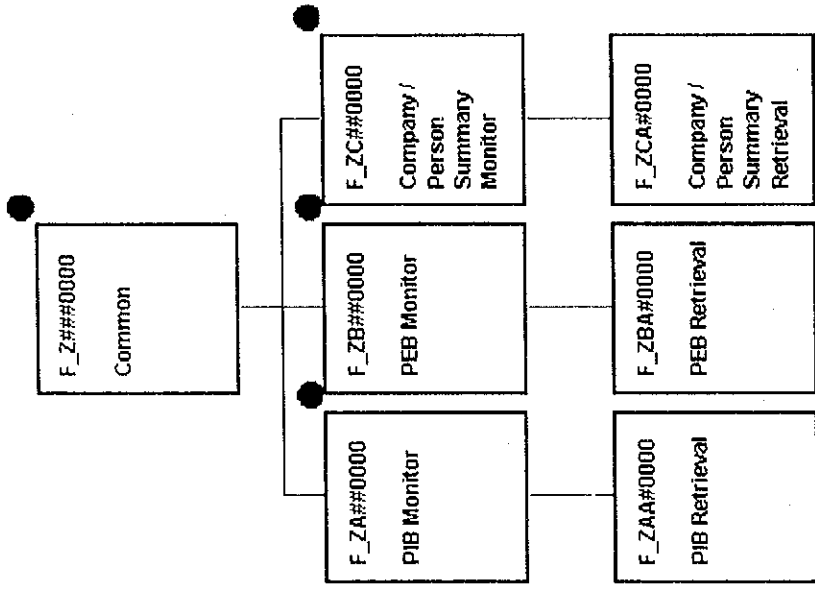 F_Z###0000
Common
F_ZA##0000
PIB Monitor
F_ZB##0000
PEB Monitor
F_ZC##0000
Company /
Person
Summary
Monitor
F_ZAA#0000
PIB Retrieval
F_ZBA#0000
PEB Retrieval
F_ZCA#0000
Company /
Person
Summary
Retrieval